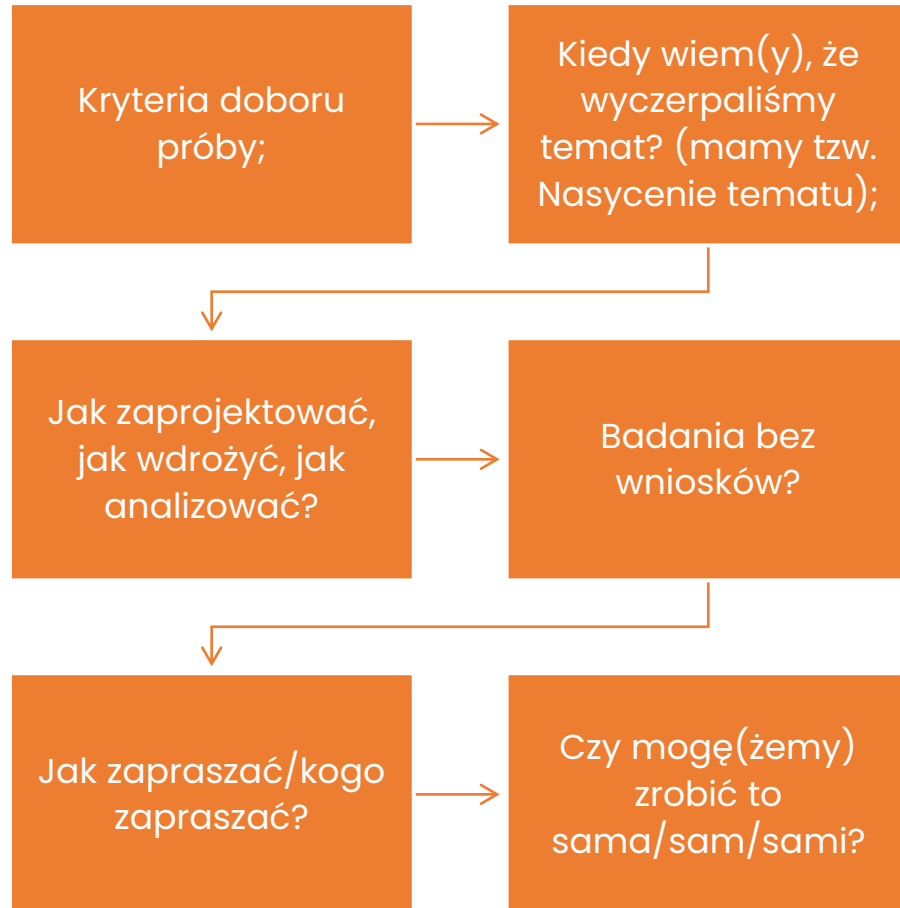 Kryteria doboru
próby;
Kiedy wiem(y), że
wyczerpaliśmy
temat? (mamy tzw.
Nasycenie tematu);
Jak zaprojektować,
jak wdrożyć, jak
analizować?
Badania bez
wniosków?
Jak zapraszać/kogo
zapraszać?
Czy mogę(żemy)
zrobić to
sama/sam/sami?